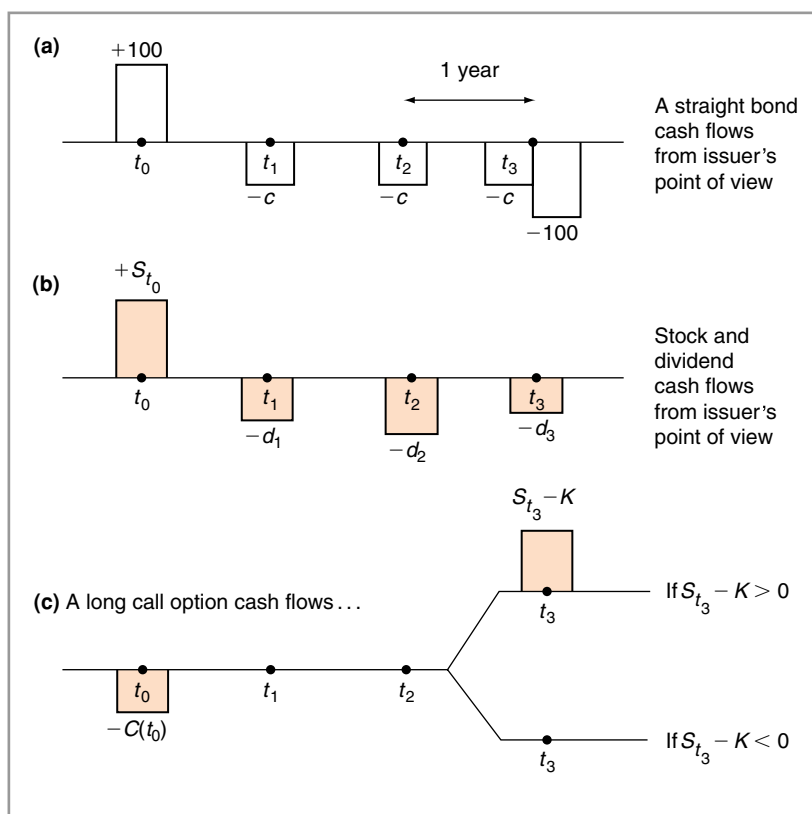 (a)
+100
1 year
t0
t1
t2
t3
−c
−c
−c
−100
A straight bond
cash flows
from issuer's
point of view
(b)
+St0
t0
t1
t2
t3
−d1
−d2
−d3
Stock and
dividend
cash flows
from issuer's
point of view
(c) A long call option cash flows...
St3 − K
t3
If St3 − K > 0
t0
t1
t2
−C(t0)
t3
If St3 − K < 0